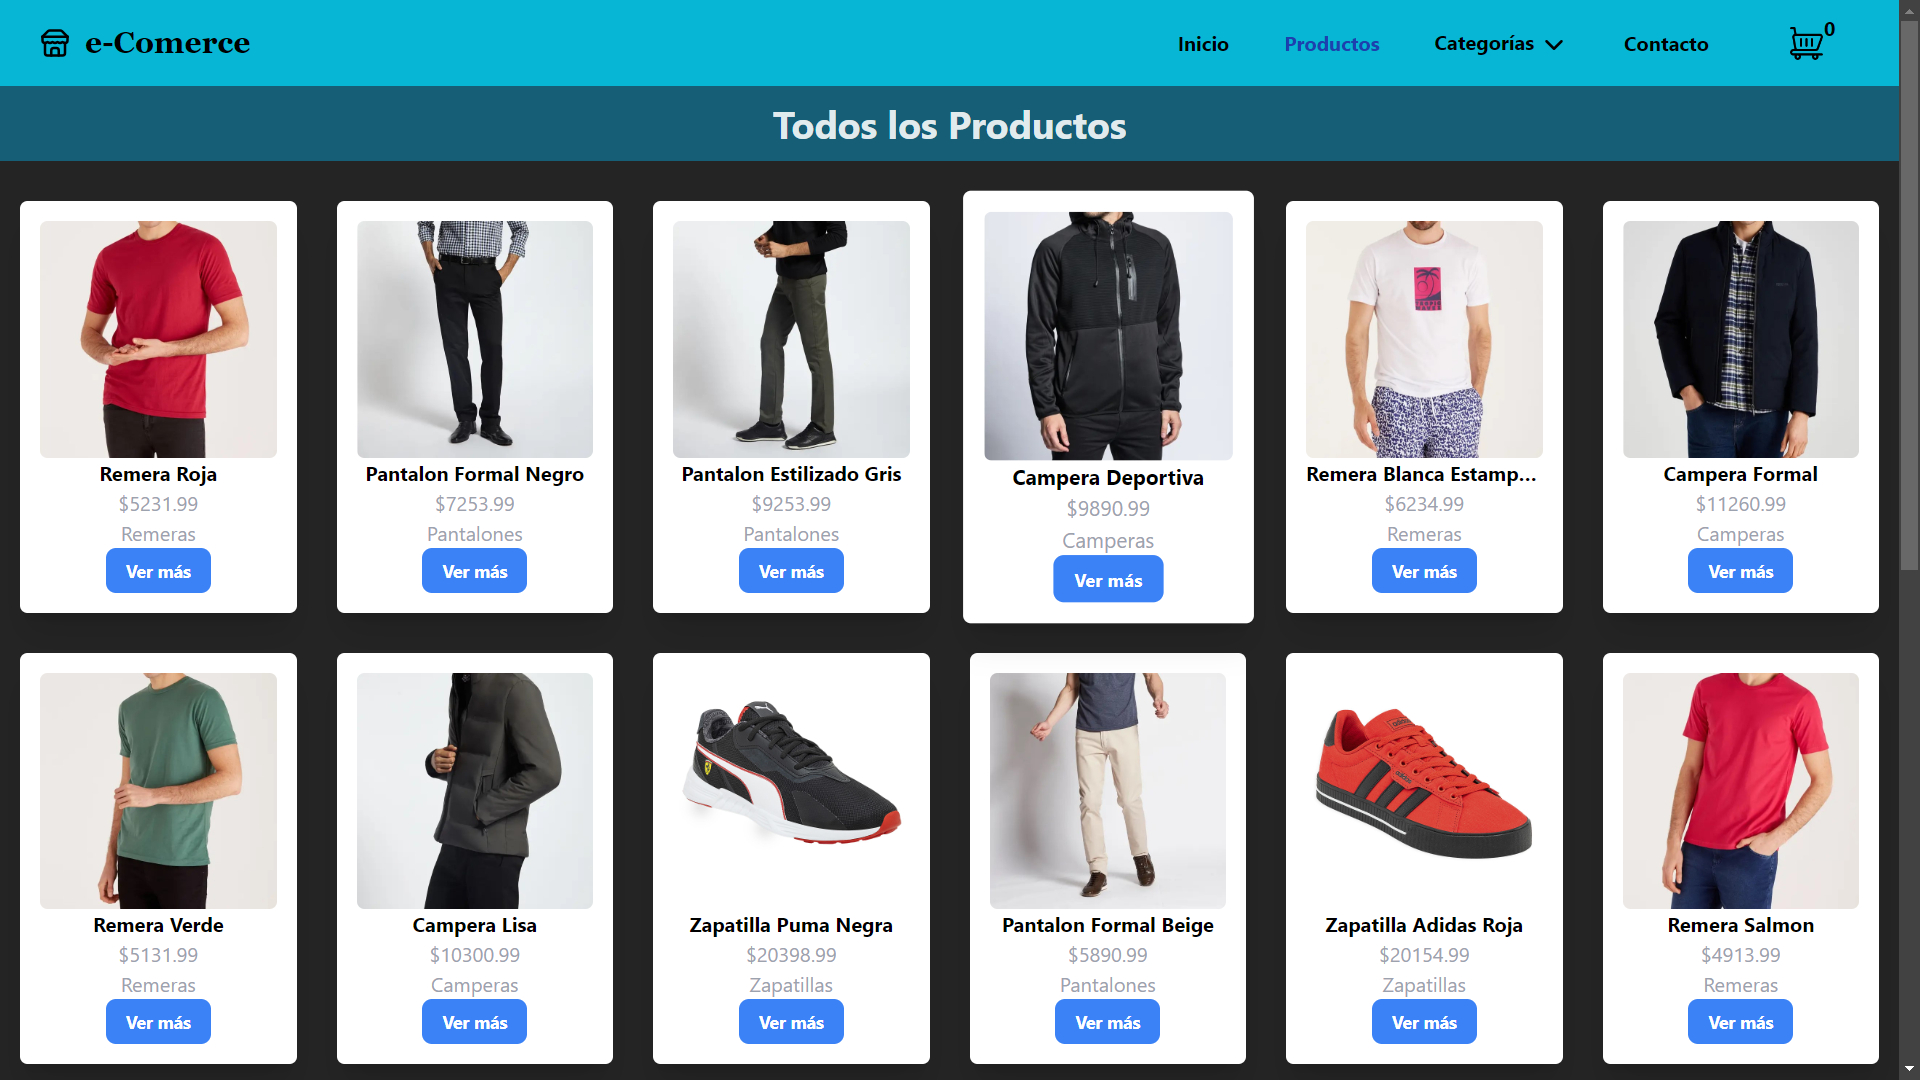 e-Comerce
Inicio
Productos
Categorías
Contacto
0
Todos los Productos
Remera Roja
$5231.99
Remeras
Ver más
Pantalon Formal Negro
$7253.99
Pantalones
Ver más
Pantalon Estilizado Gris
$9253.99
Pantalones
Ver más
Campera Deportiva
$9890.99
Camperas
Ver más
Remera Blanca Estamp...
$6234.99
Remeras
Ver más
Campera Formal
$11260.99
Camperas
Ver más
Remera Verde
$5131.99
Remeras
Ver más
Campera Lisa
$10300.99
Camperas
Ver más
Zapatilla Puma Negra
$20398.99
Zapatillas
Ver más
Pantalon Formal Beige
$5890.99
Pantalones
Ver más
adidas
Zapatilla Adidas Roja
$20154.99
Zapatillas
Ver más
Remera Salmon
$4913.99
Remeras
Ver más